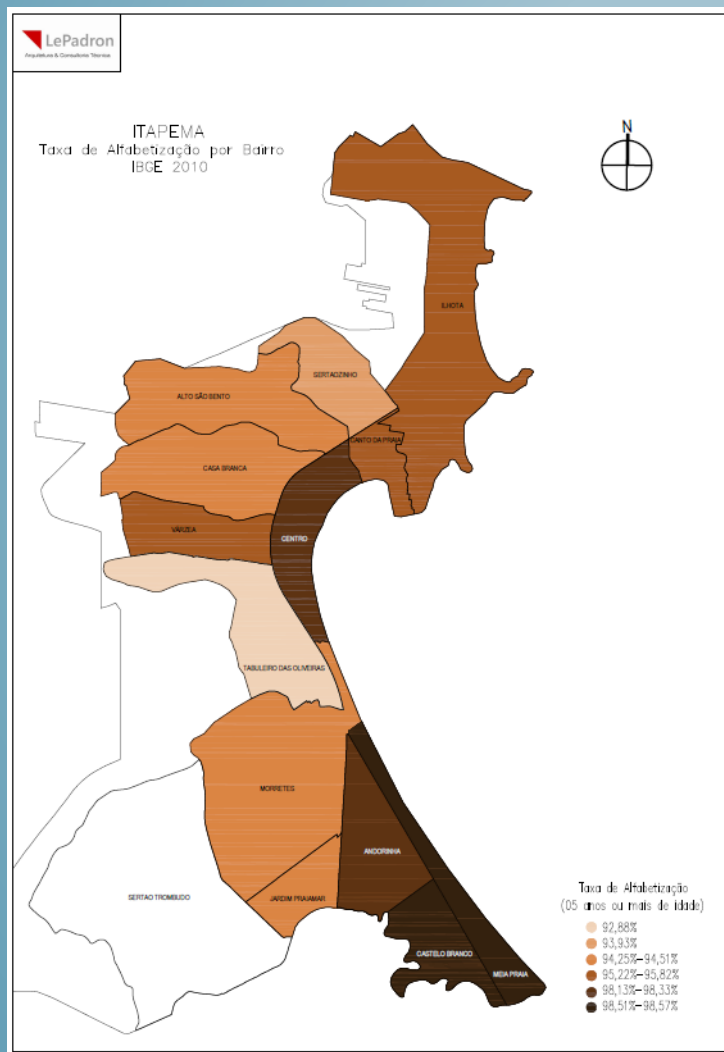 LePadron
Arquitetura & Consultoria Técnica
ITAPEMA
Taxa de Alfabetização por Bairro
IBGE 2010
N
ILHOTA
SERTAOZINHO
ALTO SÃO BENTO
CANTO DA PRAIA
CASA BRANCA
VARZEA
CENTRO
TABULEIRO DAS OLIVEIRAS
MORRETES
ANDORINHA
SERTAO TROMBUDO
JARDIM PRAIAMAR
CASTELO BRANCO
MEIA PRAIA
Taxa de Alfabetização
(05 anos ou mais de idade)
92,88%
93,93%
94,25%-94,51%
95,22%-95,82%
98,13%-98,33%
98,51%-98,57%